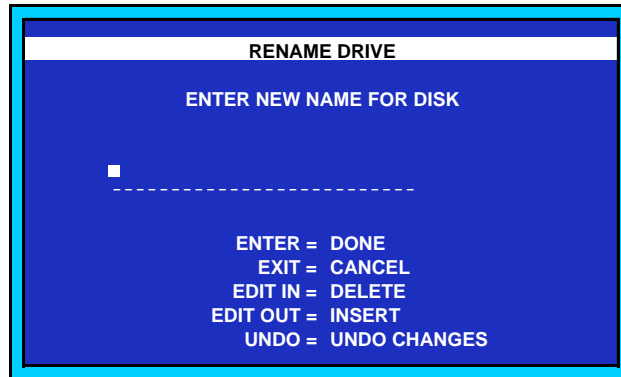 RENAME DRIVE
ENTER NEW NAME FOR DISK
ENTER = DONE
EXIT = CANCEL
EDIT IN = DELETE
EDIT OUT = INSERT
UNDO = UNDO CHANGES